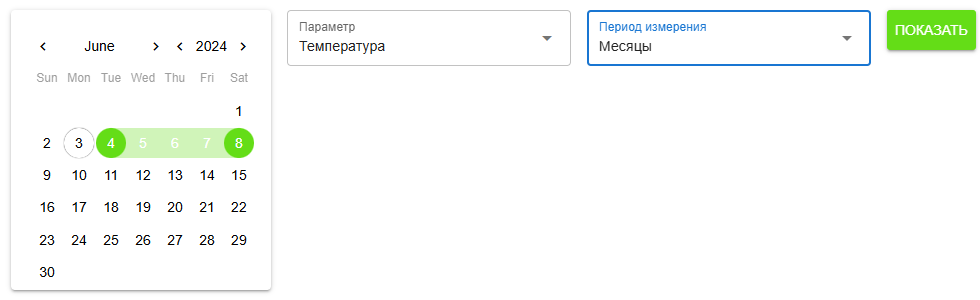 June 2024
Sun Mon Tue Wed Thu Fri Sat
1
2 3 4 5 6 7 8
9 10 11 12 13 14 15
16 17 18 19 20 21 22
23 24 25 26 27 28 29
30
Параметр
Температура
Период измерения
Месяцы
ПОКАЗАТЬ